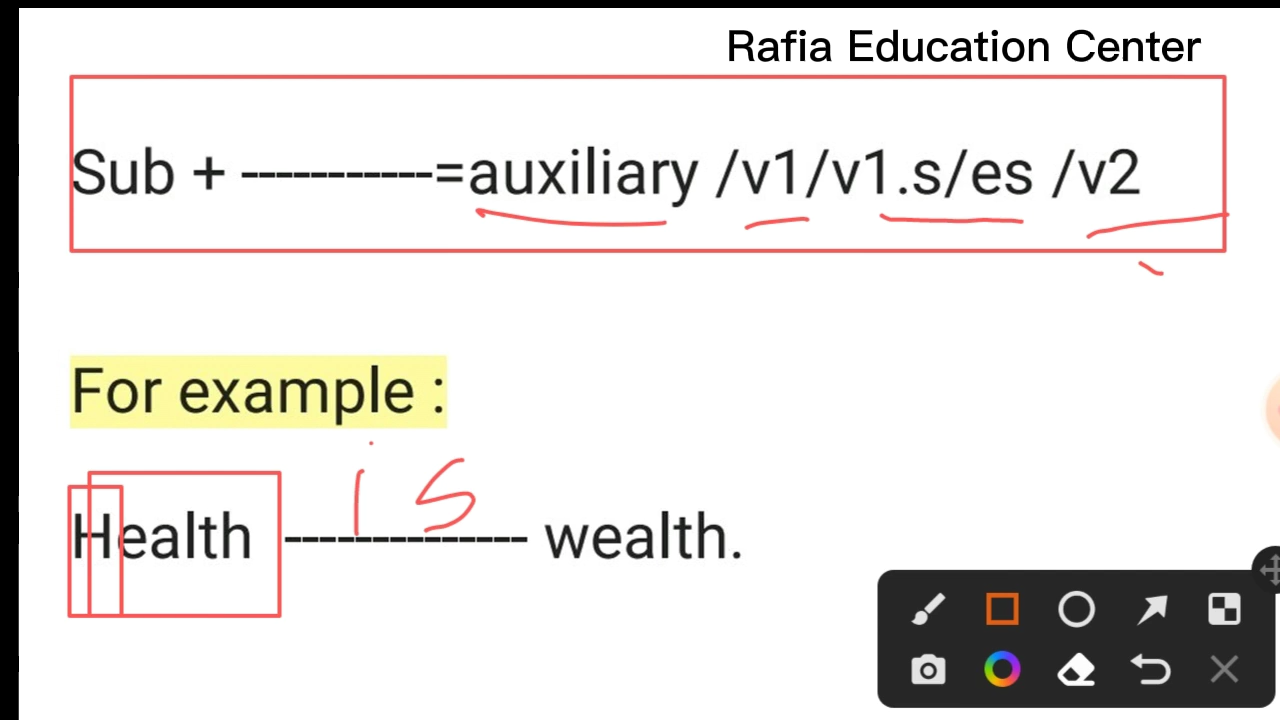 Rafia Education Center
Sub + -----------=auxiliary /v1/v1.s/es /v2
For example :
Health -------------- wealth.
is